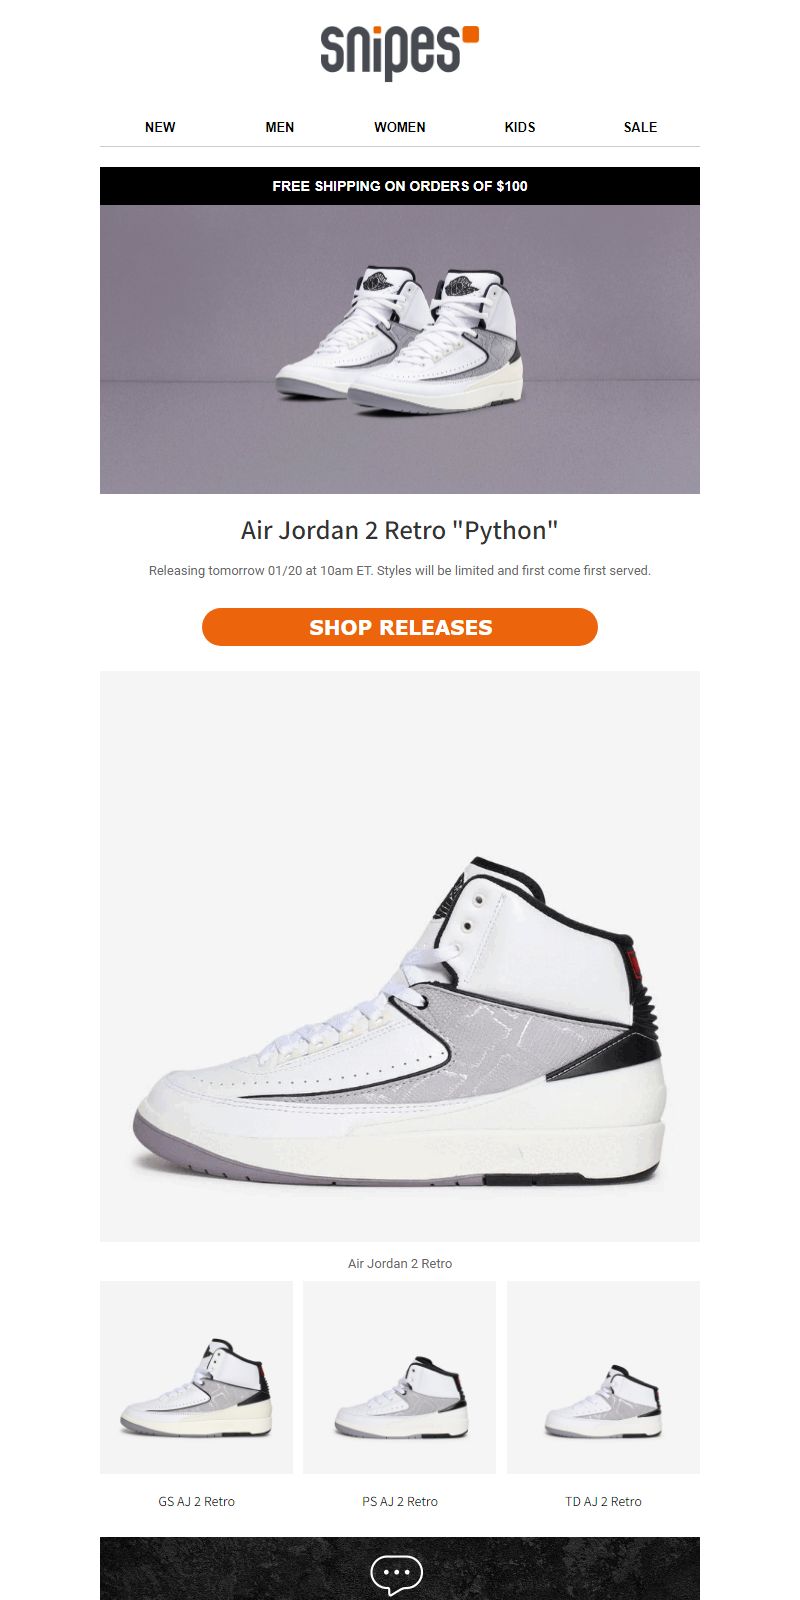 snipes
NEW MEN WOMEN KIDS SALE
FREE SHIPPING ON ORDERS OF $100
Air Jordan 2 Retro "Python"
Releasing tomorrow 01/20 at 10am ET. Styles will be limited and first come first served.
SHOP RELEASES
Air Jordan 2 Retro
GS AJ 2 Retro
PS AJ 2 Retro
TD AJ 2 Retro